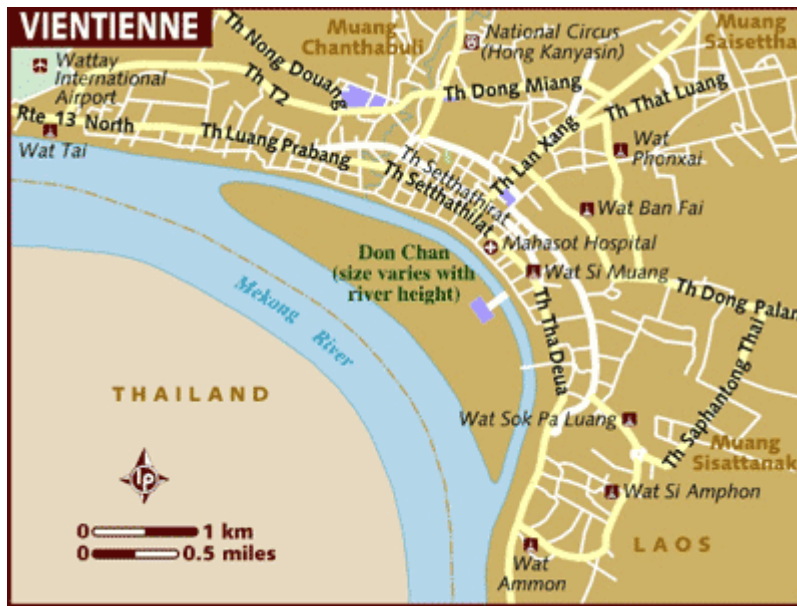 VIENTIENNE
Muang
Chanthabuli
National Circus
(Hong Kanyasin)
Muang
Saisettha
Wattay
International
Airport
Th Nong Douang
Th T2
Th Dong Miang
Th That Luang
Rte 13 North
Wat Tai
Th Luang Prabang
Th Setthathirat
Th Setthathilat
Th Lan Xang
Wat
Phonxai
Wat Ban Fai
Mahasot Hospital
Don Chan
(size varies with
river height)
Wat Si Muang
Th Dong Palan
Mekong River
Th Tha Deua
Th Saphantong Thai
THAILAND
Wat Sok Pa Luang
Muang
Sisattanak
lp
Wat Si Amphon
0 1 km
0 0.5 miles
Wat
Ammon
LAOS